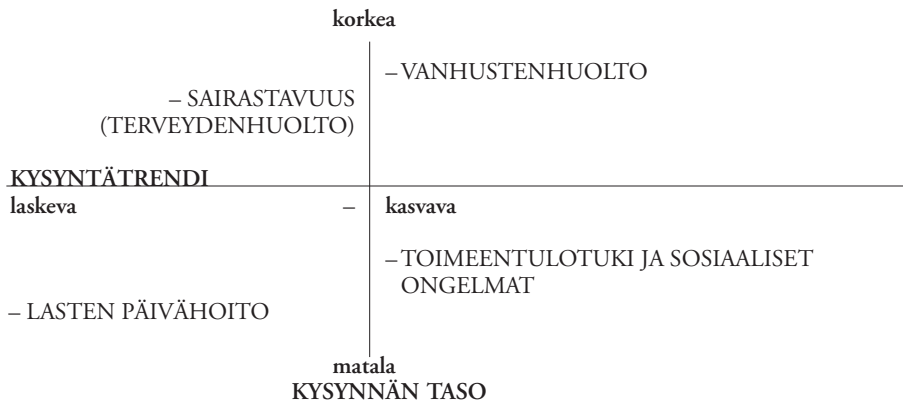 korkea
– VANHUSTENHUOLTO
– SAIRASTAVUUS
(TERVEYDENHUOLTO)
KYSYNTÄTRENDI
laskeva – kasvava
– TOIMEENTULOTUKI JA SOSIAALISET
ONGELMAT
– LASTEN PÄIVÄHOITO
matala
KYSYNNÄN TASO